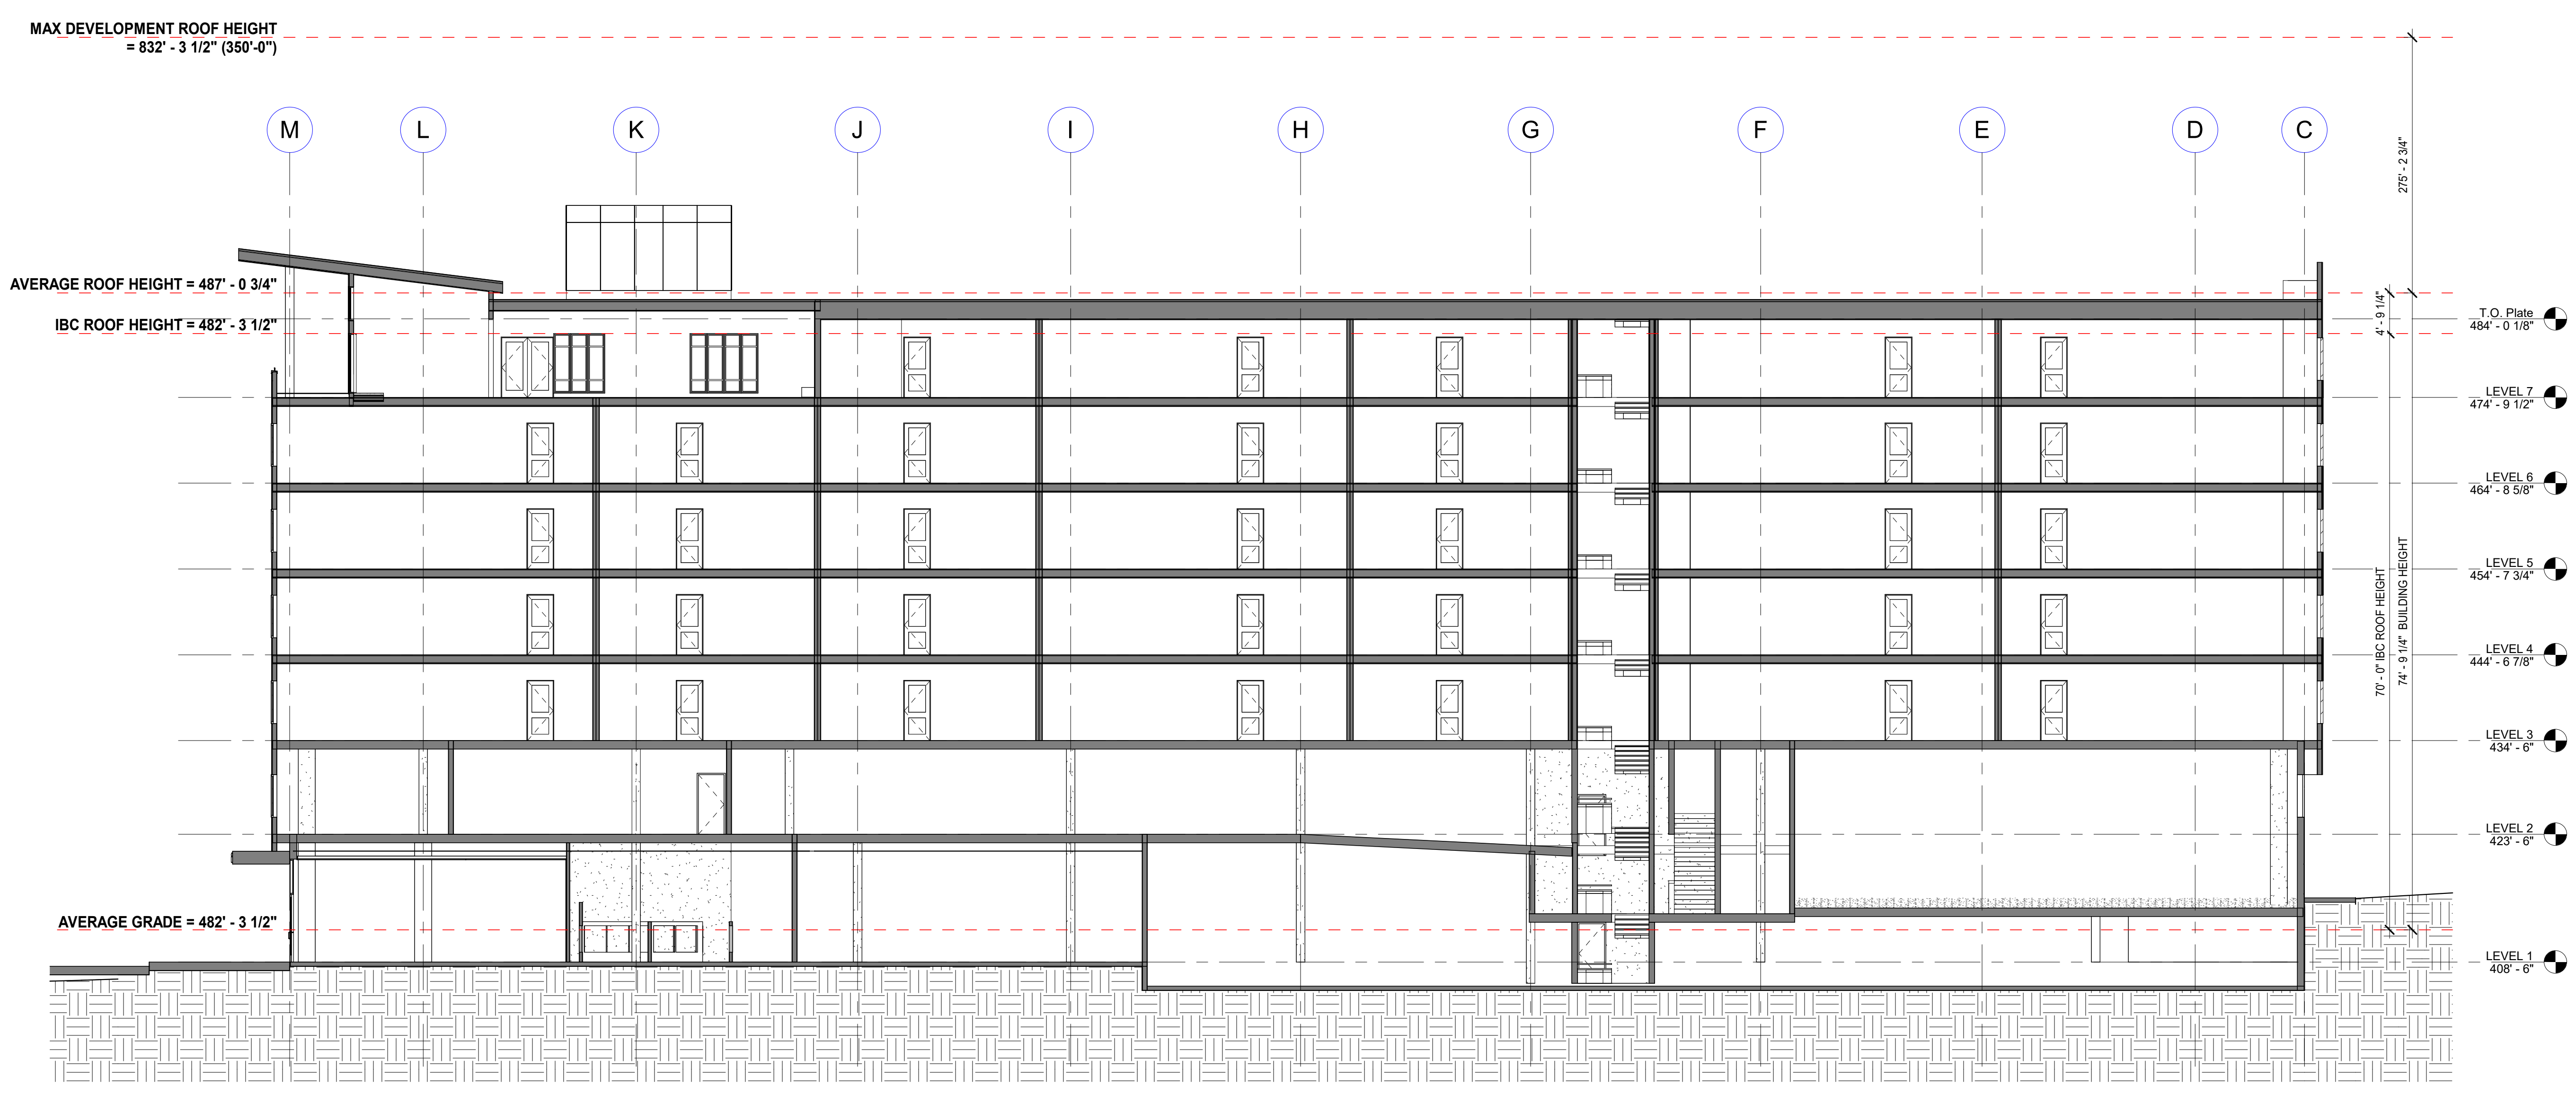 MAX DEVELOPMENT ROOF HEIGHT
= 832' - 3 1/2" (350'-0")
M
L
K
J
I
H
G
F
E
D
C
275' - 2 3/4"
AVERAGE ROOF HEIGHT = 487' - 0 3/4"
IBC ROOF HEIGHT = 482' - 3 1/2"
4' - 9 1/4"
T.O. Plate
484' - 0 1/8"
LEVEL 7
474' - 9 1/2"
LEVEL 6
464' - 8 5/8"
LEVEL 5
454' - 7 3/4"
70' - 0" IBC ROOF HEIGHT
74' - 9 1/4" BUILDING HEIGHT
LEVEL 4
444' - 6 7/8"
LEVEL 3
434' - 6"
LEVEL 2
423' - 6"
AVERAGE GRADE = 482' - 3 1/2"
LEVEL 1
408' - 6"